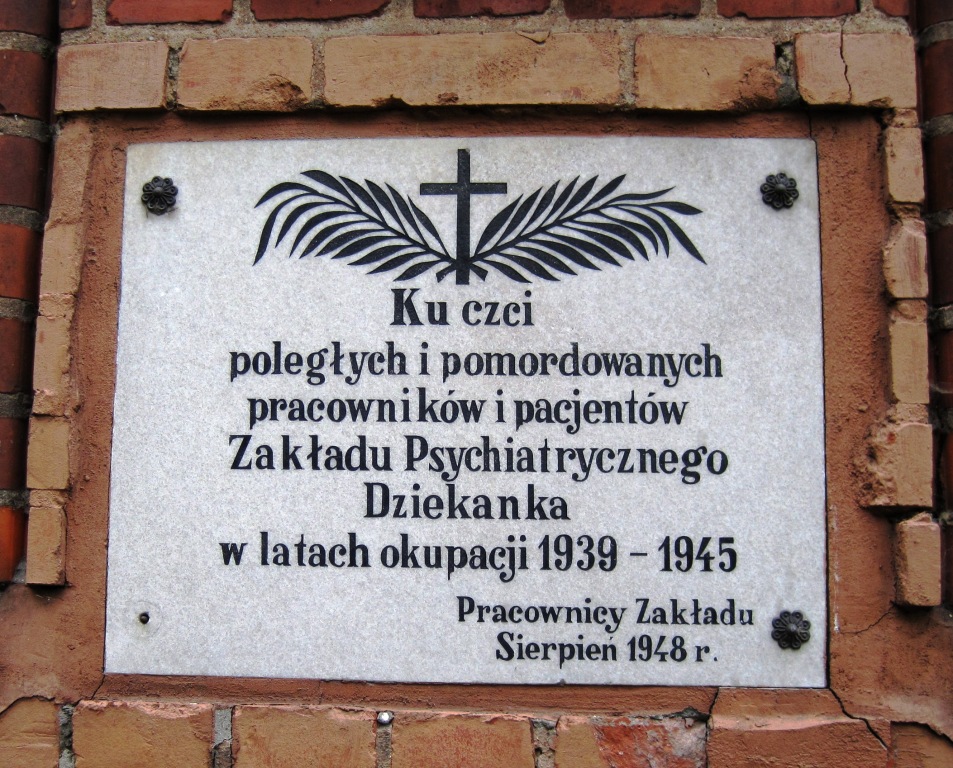 Ku czci
poległych i pomordowanych
pracowników i pacjentów
Zakładu Psychiatrycznego
Dziekanka
w latach okupacji 1939 – 1945
Pracownicy Zakładu
Sierpień 1948 r.